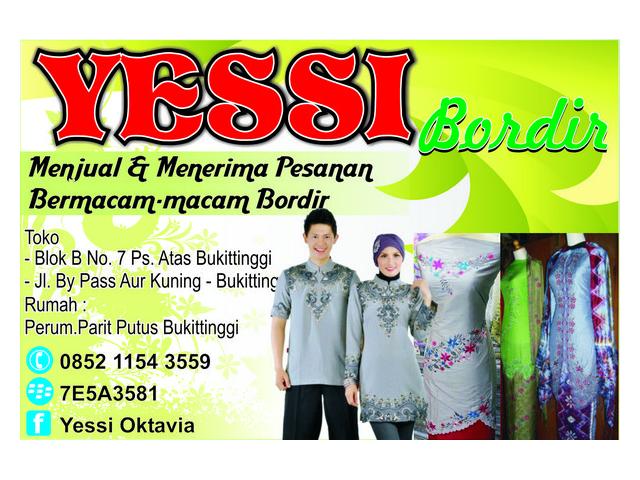 YESSI
Bordir
Menjual & Menerima Pesanan
Bermacam-macam Bordir
Toko
- Blok B No. 7 Ps. Atas Bukittinggi
- Jl. By Pass Aur Kuning - Bukitting
Rumah :
Perum.Parit Putus Bukittinggi
0852 1154 3559
7E5A3581
f
Yessi Oktavia